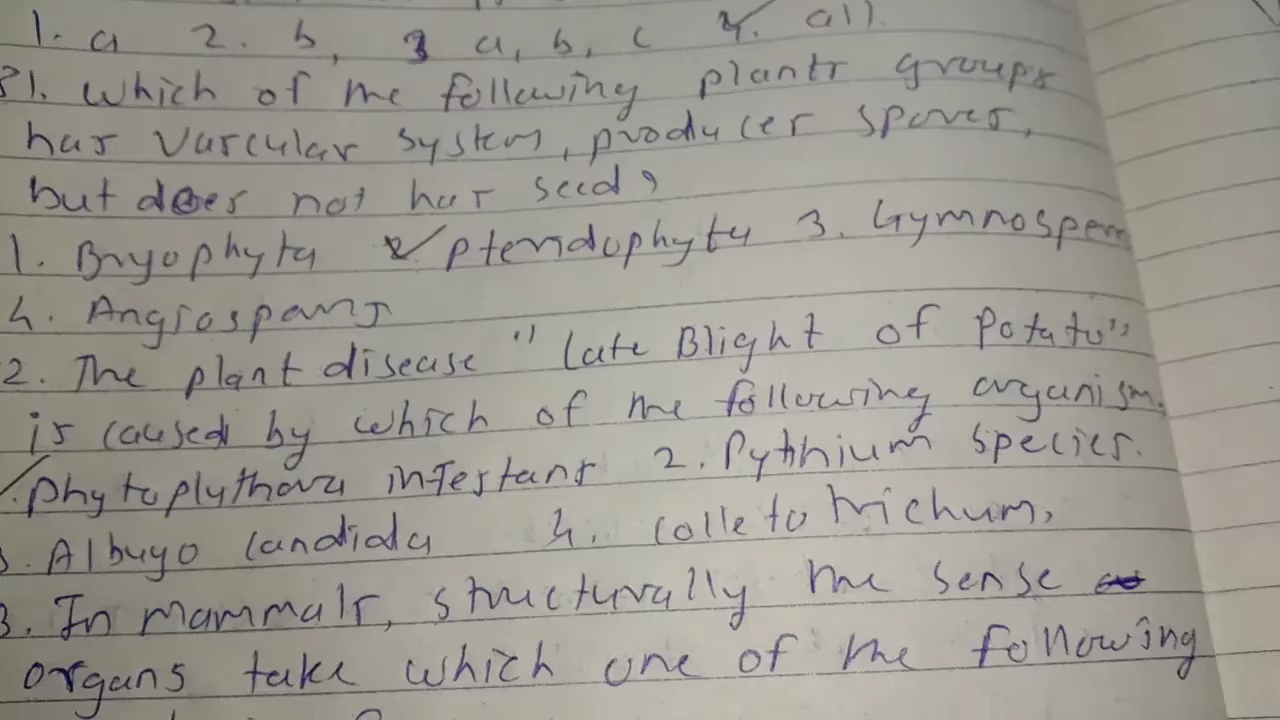 1. a 2. b, 3 a, b, c 4. all.
31. Which of the following plants groups
has vascular system, produces spores,
but does not has seeds
1. Bryophyta 2 pteridophyta 3. Gymnosperm
4. Angiosperms
2. The plant disease "late Blight of Potato"
is caused by which of the following organism.
Phytoplythora infestans 2. Pythium species.
3. Albugo Candida 4. Colletotrichum,
3. In mammals, structurally the sense
organs take which one of the following